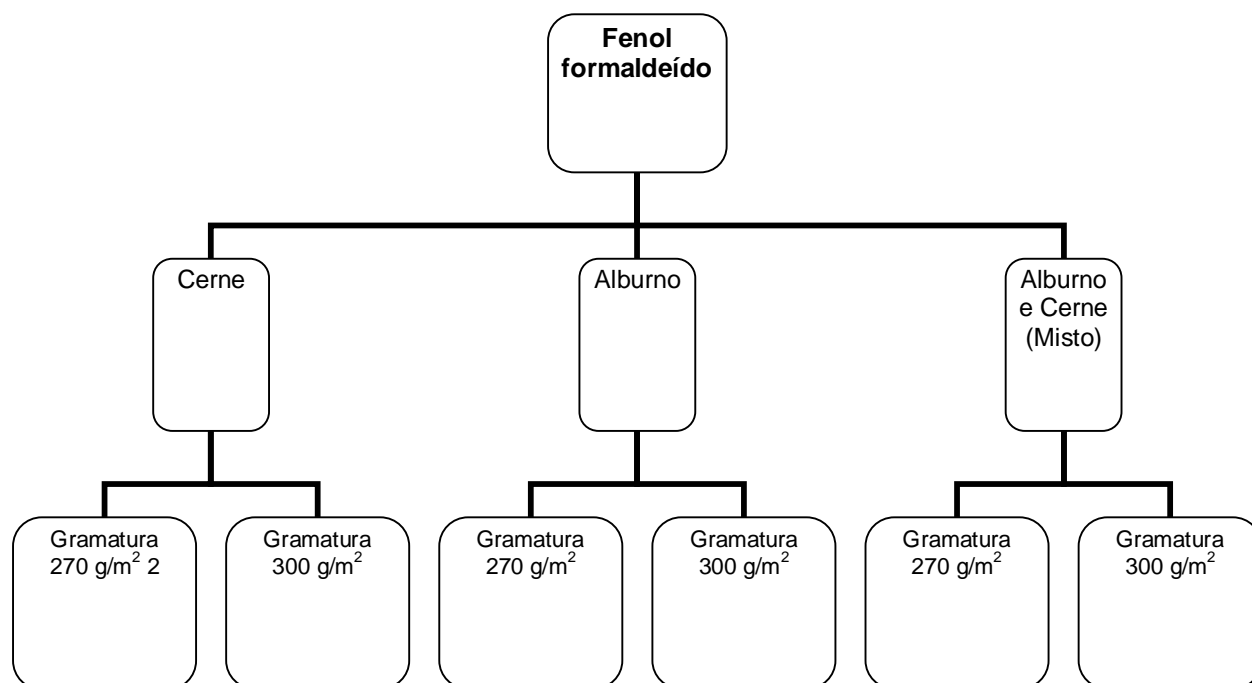 Fenol
formaldeído
Cerne
Alburno
Alburno
e Cerne
(Misto)
Gramatura
270 g/m² 2
Gramatura
300 g/m²
Gramatura
270 g/m²
Gramatura
300 g/m²
Gramatura
270 g/m²
Gramatura
300 g/m²